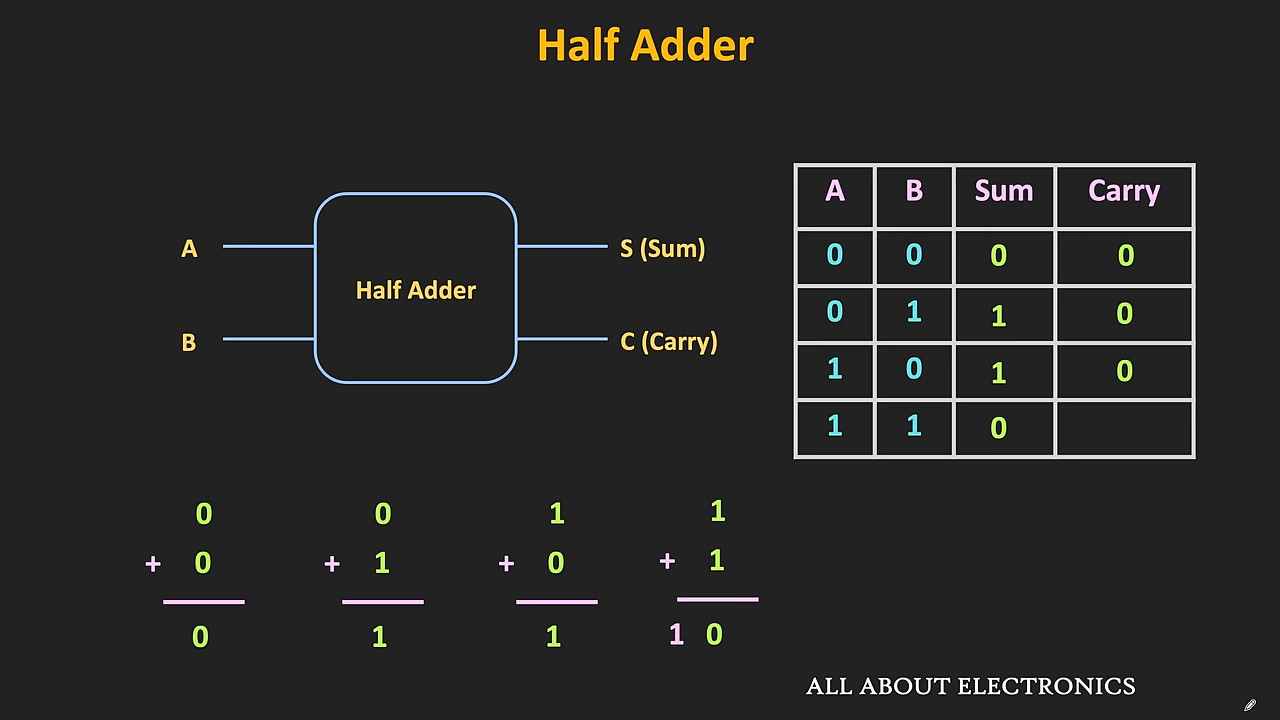 Half Adder
A
B
Half Adder
S (Sum)
C (Carry)
A B Sum Carry
0 0 0 0
0 1 1 0
1 0 1 0
1 1 0
0 0 1 1
+ 0 + 1 + 0 + 1
0 1 1 1 0
ALL ABOUT ELECTRONICS